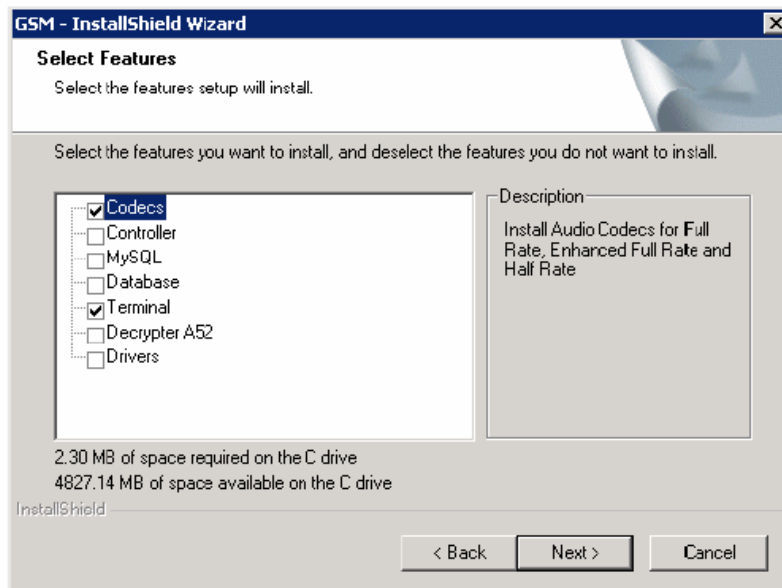 GSM - InstallShield Wizard
Select Features
Select the features setup will install.
Select the features you want to install, and deselect the features you do not want to install.
Codecs
Controller
MySQL
Database
Terminal
Decrypter A52
Drivers
Description
Install Audio Codecs for Full
Rate, Enhanced Full Rate and
Half Rate
2.30 MB of space required on the C drive
4827.14 MB of space available on the C drive
InstallShield
< Back
Next >
Cancel